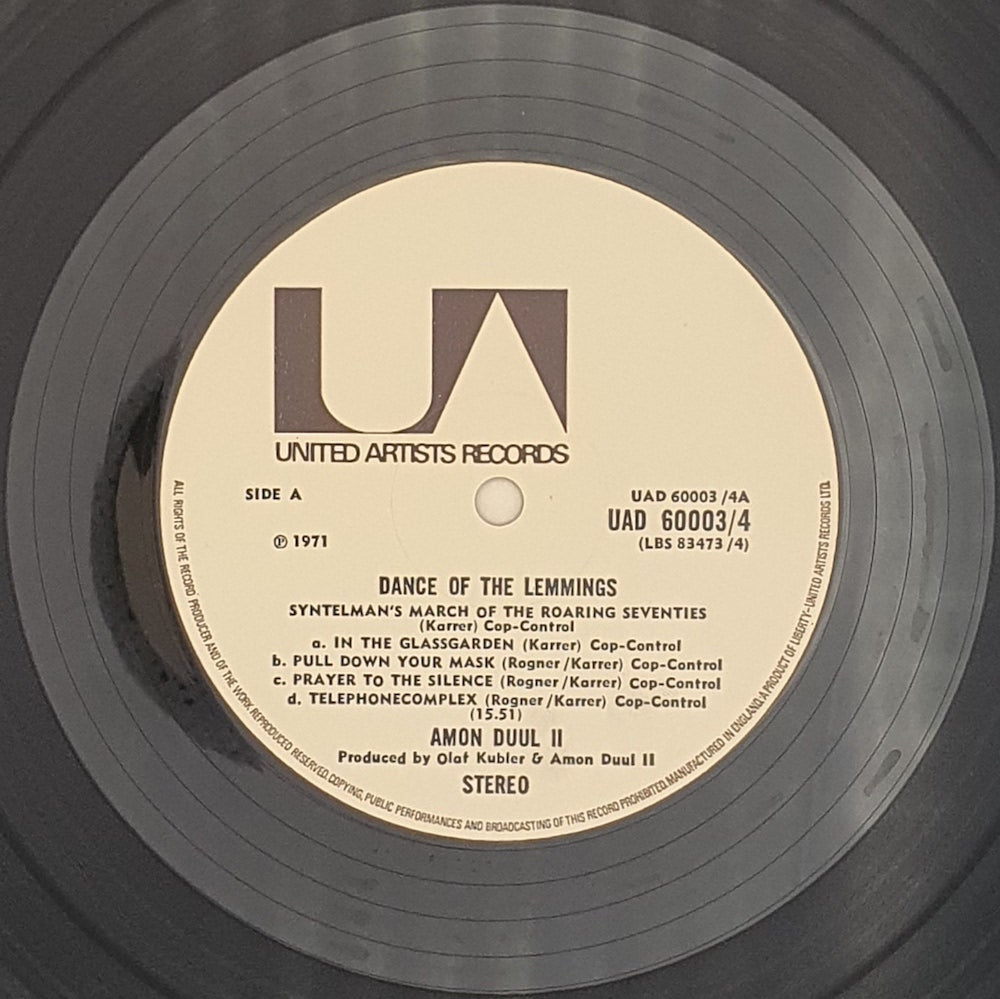 UA
UNITED ARTISTS RECORDS
SIDE A
UAD 60003 /4A
UAD 60003/4
℗ 1971
(LBS 83473 /4)
DANCE OF THE LEMMINGS
SYNTELMAN'S MARCH OF THE ROARING SEVENTIES
(Karrer) Cop-Control
a. IN THE GLASSGARDEN (Karrer) Cop-Control
b. PULL DOWN YOUR MASK (Rogner/Karrer) Cop-Control
c. PRAYER TO THE SILENCE (Rogner/Karrer) Cop-Control
d. TELEPHONECOMPLEX (Rogner/Karrer) Cop-Control
(15.51)
AMON DUUL II
Produced by Olaf Kubler & Amon Duul II
STEREO
ALL RIGHTS OF THE RECORD PRODUCER AND OF THE WORK REPRODUCED RESERVED. COPYING, PUBLIC PERFORMANCES AND BROADCASTING OF THIS RECORD PROHIBITED. MANUFACTURED IN ENGLAND. A PRODUCT OF LIBERTY-UNITED ARTISTS RECORDS LTD.